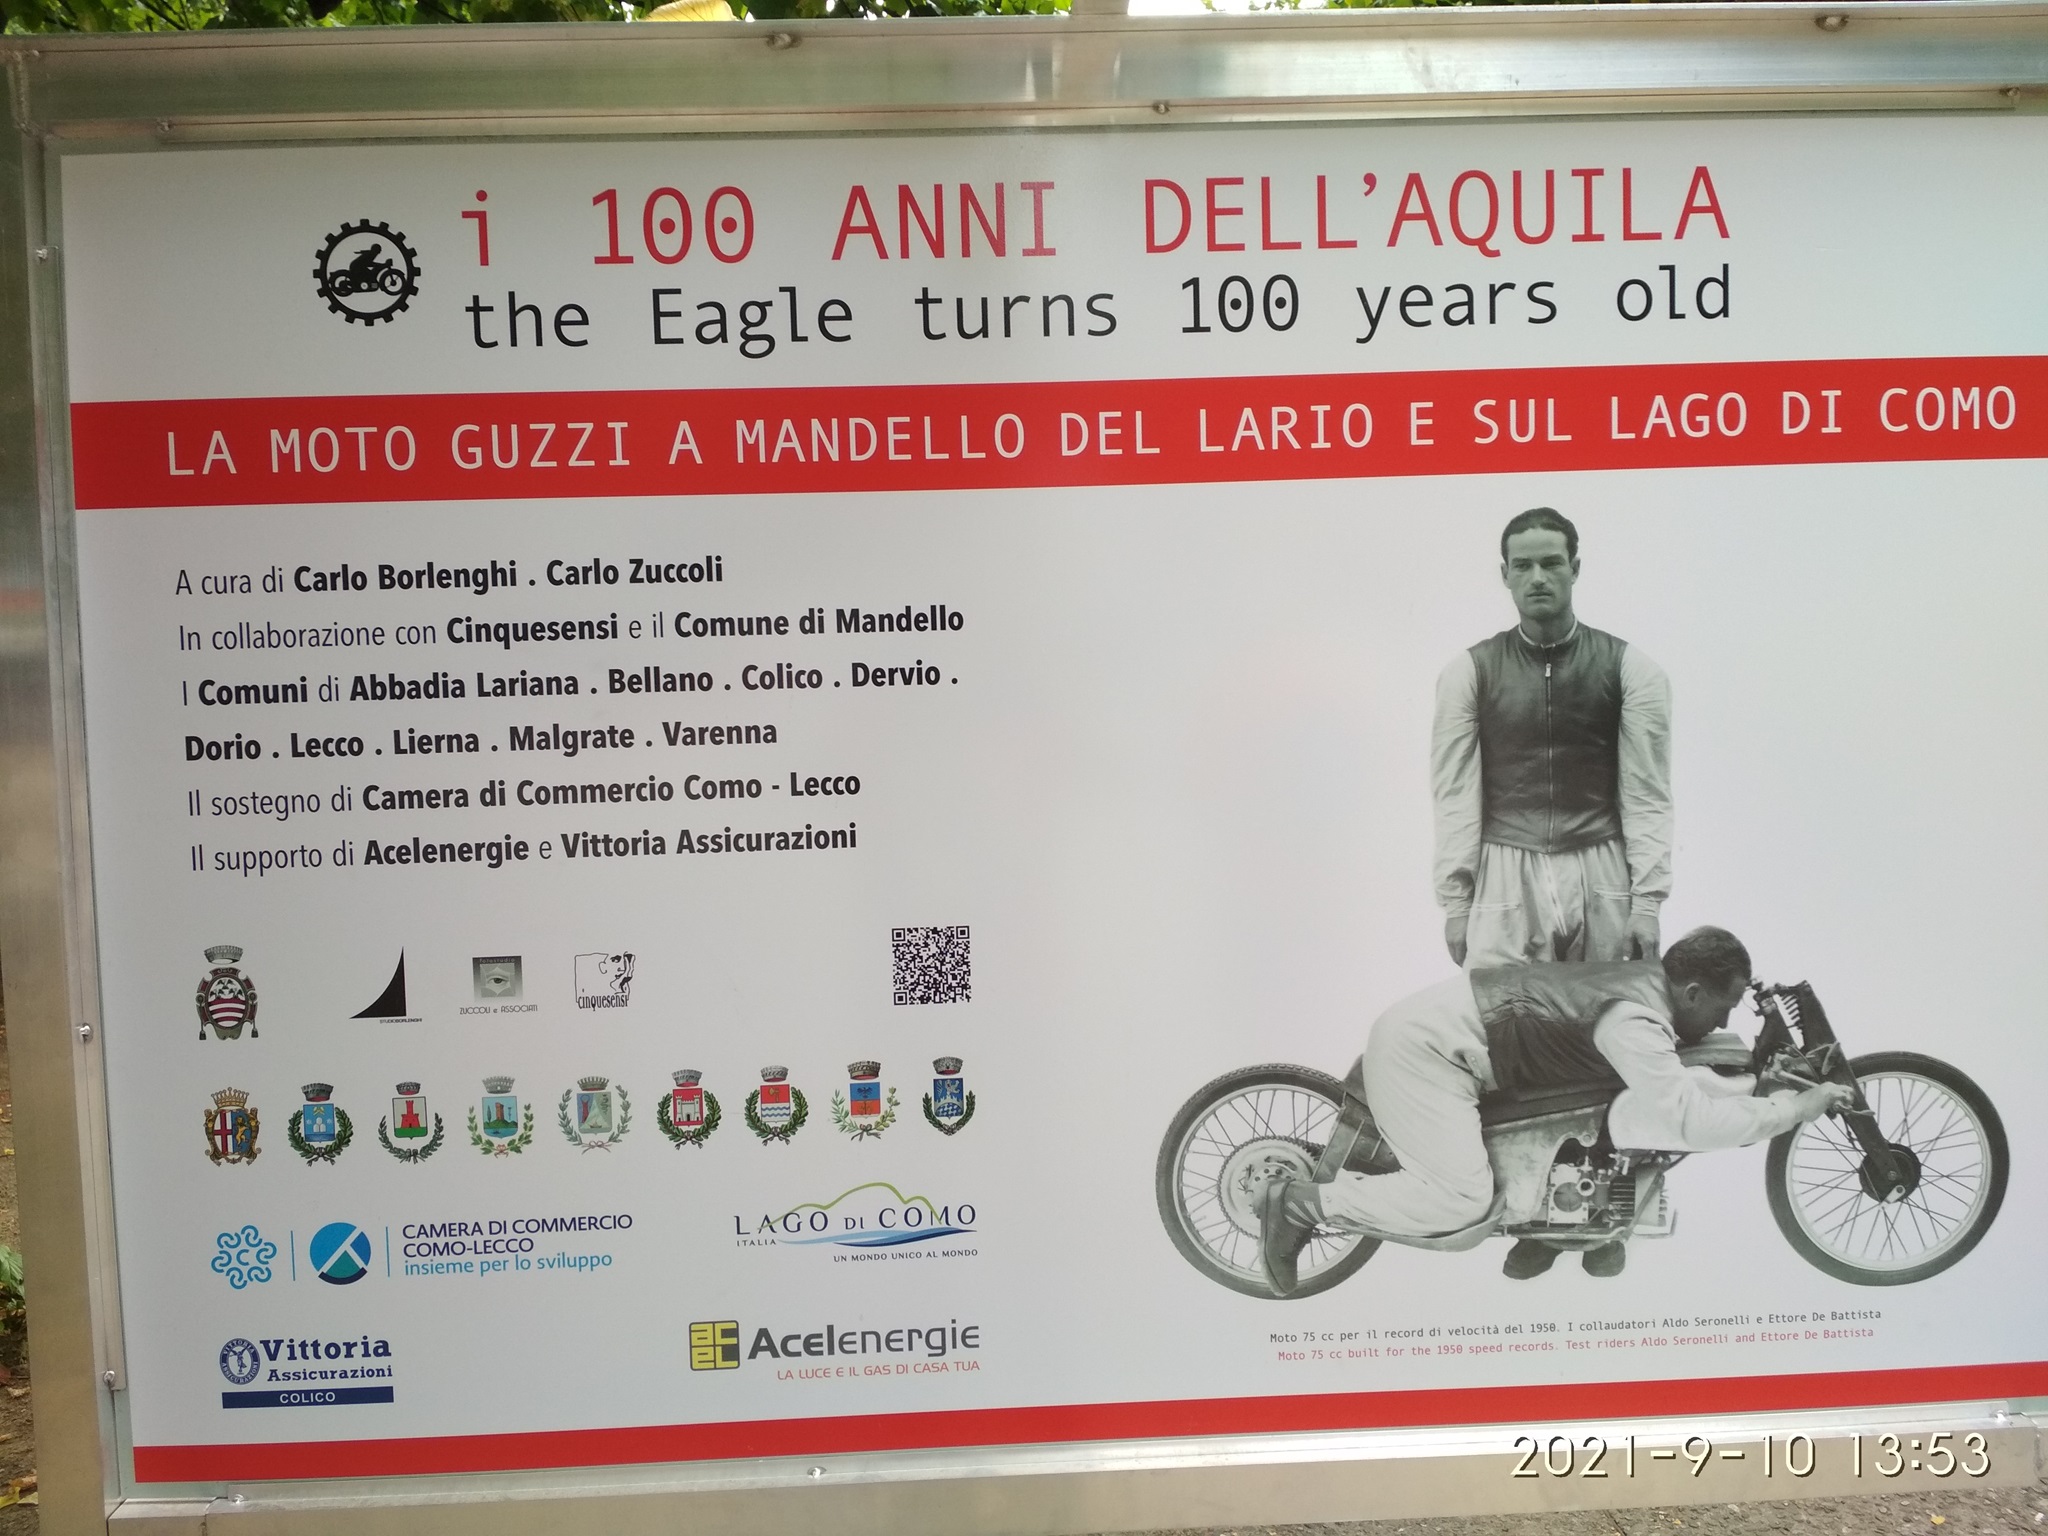 i 100 ANNI DELL'AQUILA
the Eagle turns 100 years old
LA MOTO GUZZI A MANDELLO DEL LARIO E SUL LAGO DI COMO
A cura di Carlo Borlenghi . Carlo Zuccoli
In collaborazione con Cinquesensi e il Comune di Mandello
I Comuni di Abbadia Lariana . Bellano . Colico . Dervio .
Dorio . Lecco . Lierna . Malgrate . Varenna
Il sostegno di Camera di Commercio Como - Lecco
Il supporto di Acelenergie e Vittoria Assicurazioni
STUDIOBORLENGHI
fotostudio
ZUCCOLI e ASSOCIATI
cinquesensi
CAMERA DI COMMERCIO
COMO-LECCO
insieme per lo sviluppo
LAGO DI COMO
ITALIA
UN MONDO UNICO AL MONDO
Vittoria
Assicurazioni
COLICO
acel
Acelenergie
LA LUCE E IL GAS DI CASA TUA
Moto 75 cc per il record di velocità del 1950. I collaudatori Aldo Seronelli e Ettore De Battista
Moto 75 cc built for the 1950 speed records. Test riders Aldo Seronelli and Ettore De Battista
2021-9-10 13:53